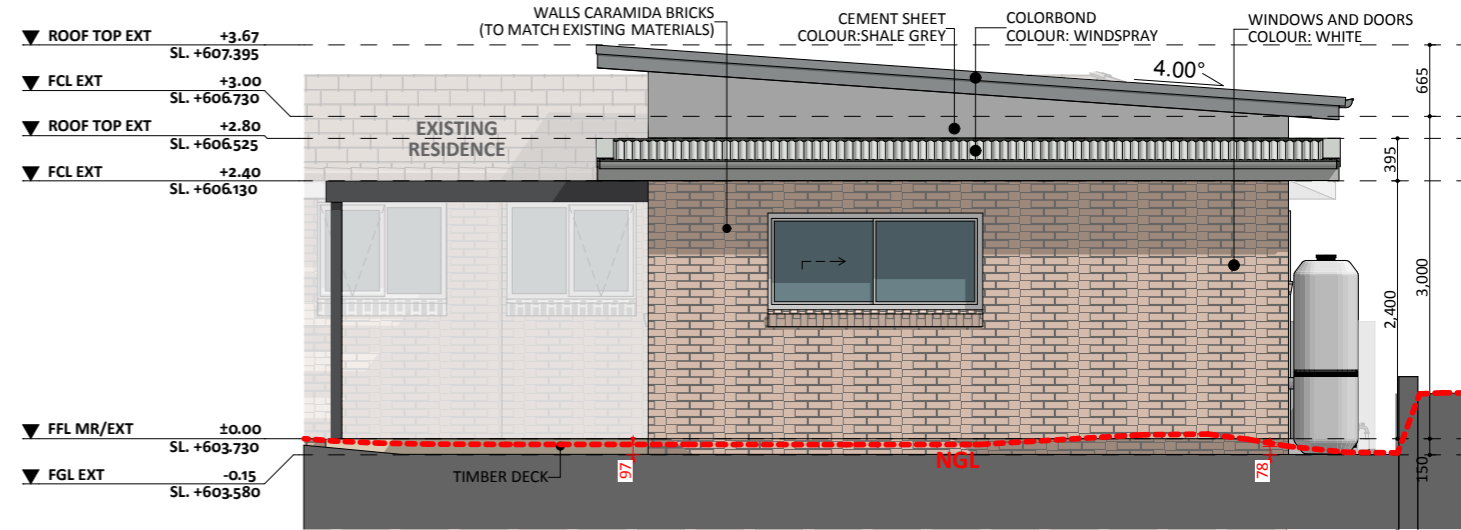 WALLS CARAMIDA BRICKS
(TO MATCH EXISTING MATERIALS)
CEMENT SHEET
COLOUR:SHALE GREY
COLORBOND
COLOUR: WINDSPRAY
WINDOWS AND DOORS
COLOUR: WHITE
ROOF TOP EXT +3.67
SL. +607.395
FCL EXT +3.00
SL. +606.730
ROOF TOP EXT +2.80
SL. +606.525
FCL EXT +2.40
SL. +606.130
FFL MR/EXT ±0.00
SL. +603.730
FGL EXT -0.15
SL. +603.580
EXISTING
RESIDENCE
4.00°
665
395
3,000
2,400
150
TIMBER DECK
97
NGL
78